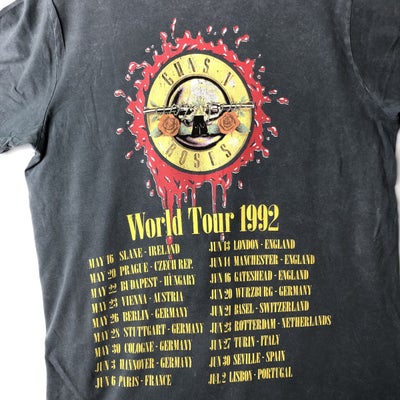 GUNS N'
ROSES
World Tour 1992
MAY 16 SLANE - IRELAND
MAY 20 PRAGUE - CZECH REP.
MAY 22 BUDAPEST - HUNGARY
MAY 23 VIENNA - AUSTRIA
MAY 26 BERLIN - GERMANY
MAY 28 STUTTGART - GERMANY
MAY 30 COLOGNE - GERMANY
JUN 3 HANNOVER - GERMANY
JUN 6 PARIS - FRANCE
JUN 13 LONDON - ENGLAND
JUN 14 MANCHESTER - ENGLAND
JUN 16 GATESHEAD - ENGLAND
JUN 20 WURZBURG - GERMANY
JUN 21 BASEL - SWITZERLAND
JUN 23 ROTTERDAM - NETHERLANDS
JUN 27 TURIN - ITALY
JUN 30 SEVILLE - SPAIN
JUL 2 LISBON - PORTUGAL